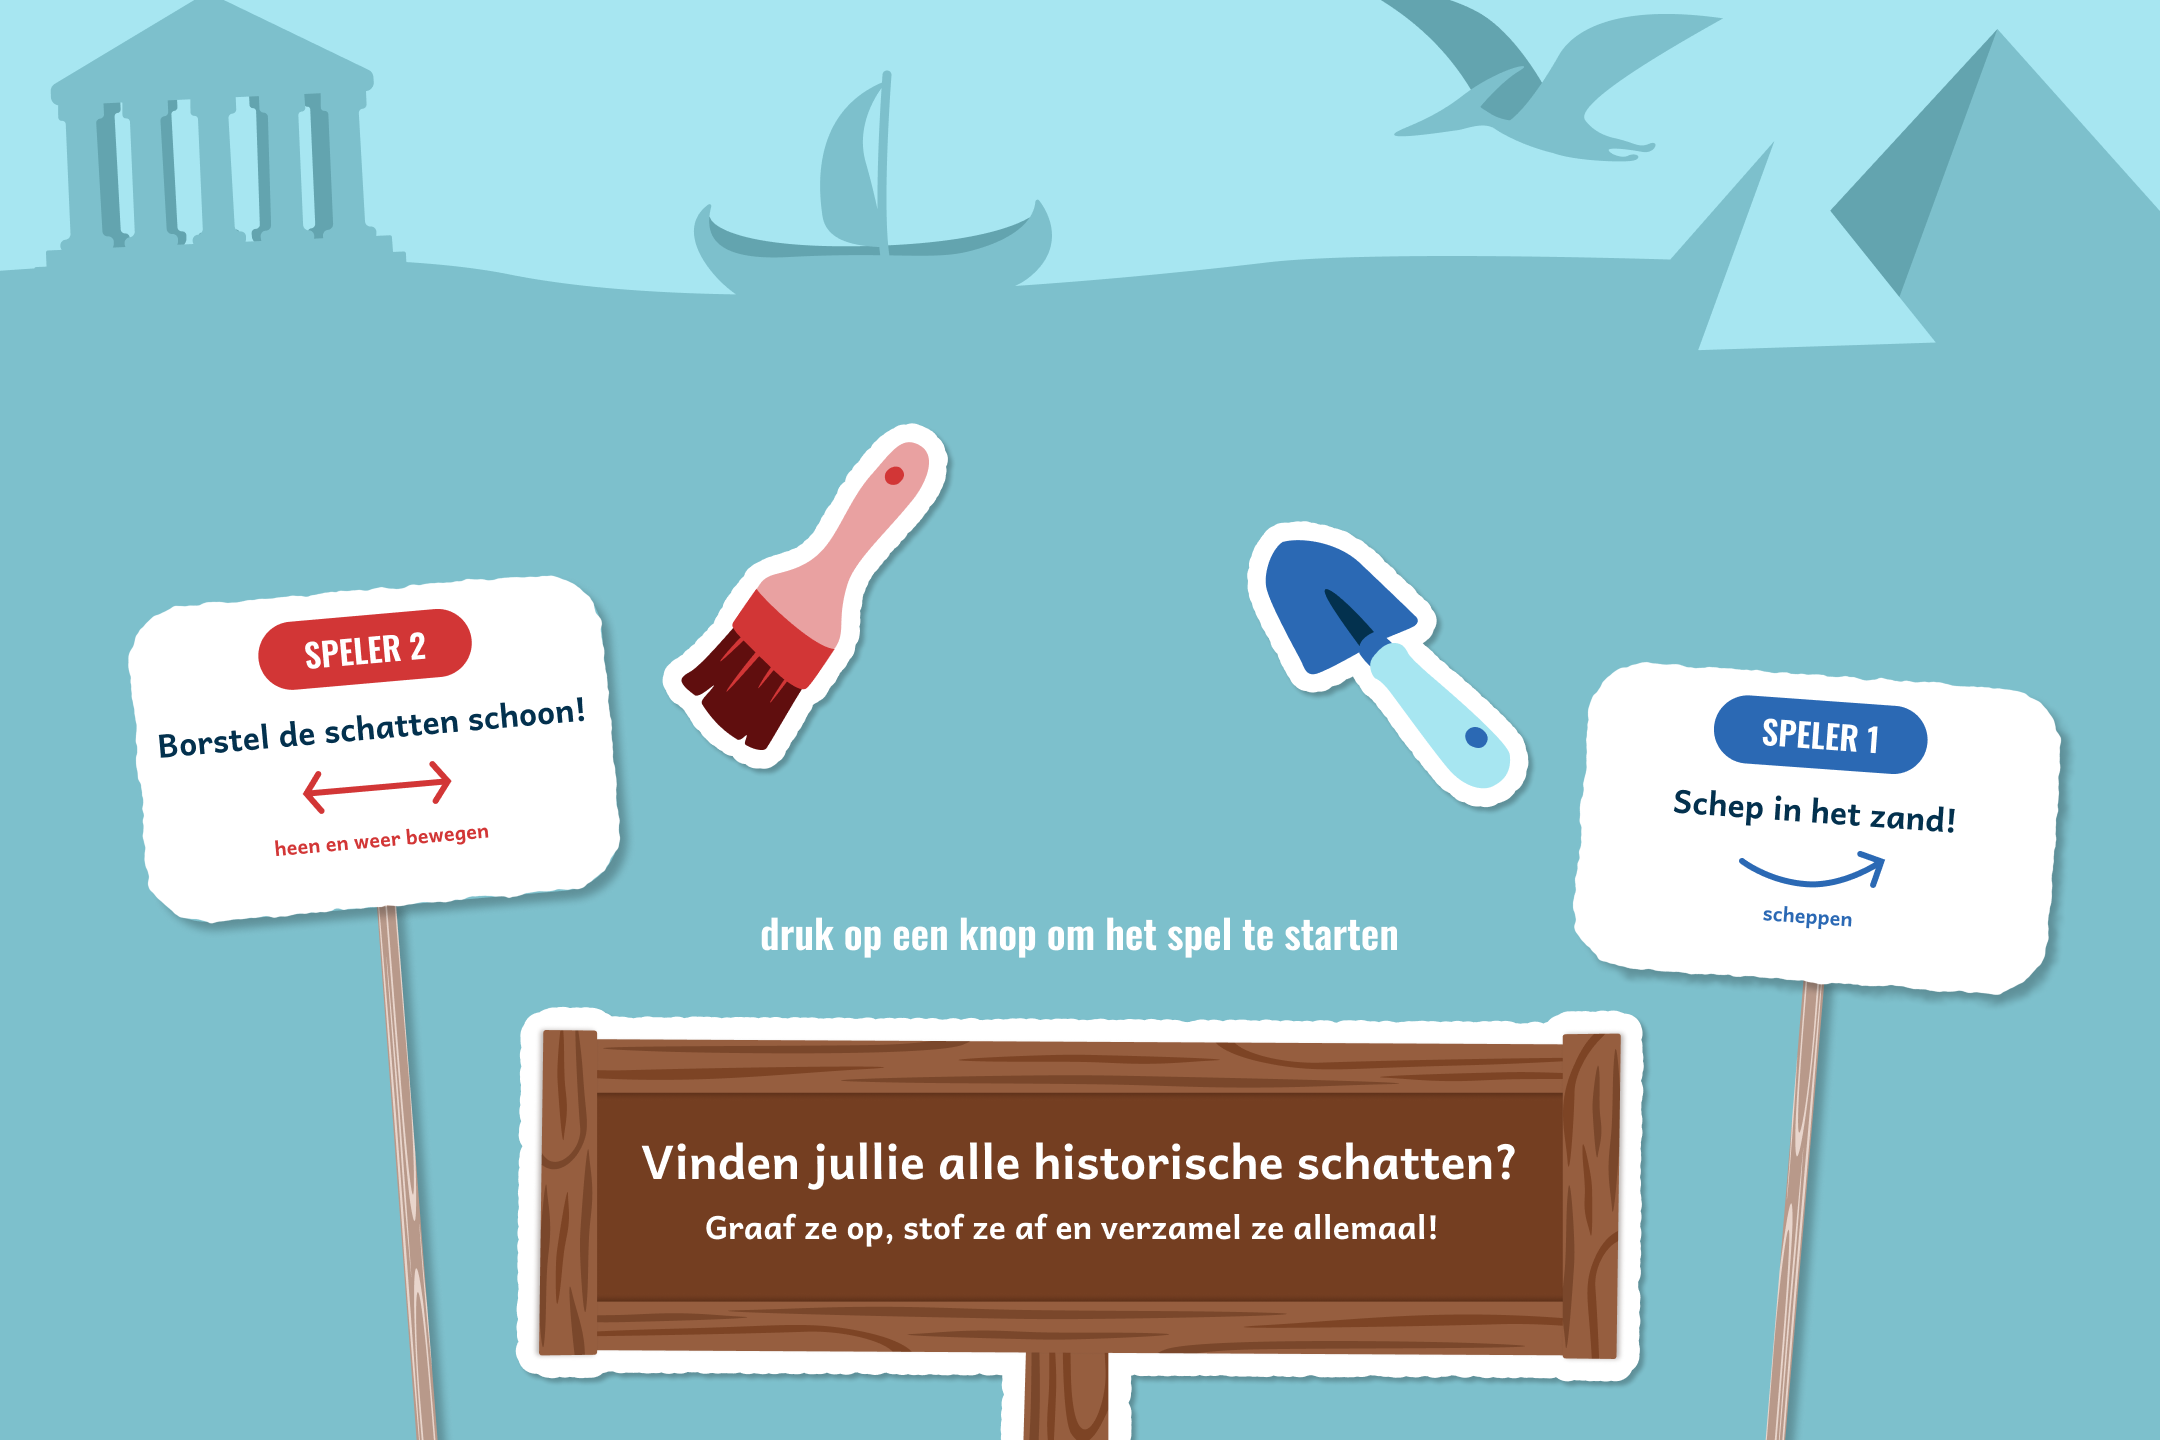 SPELER 2
Borstel de schatten schoon!
heen en weer bewegen
SPELER 1
Schep in het zand!
scheppen
druk op een knop om het spel te starten
Vinden jullie alle historische schatten?
Graaf ze op, stof ze af en verzamel ze allemaal!